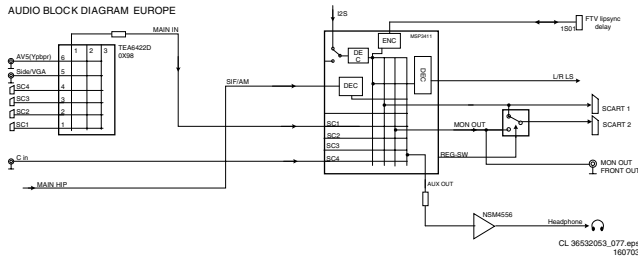 AUDIO BLOCK DIAGRAM EUROPE
I2S
MAIN IN
TEA6422D
0X98
1 2 3
AV5(Ypbpr) 6
Side/VGA 5
SC4 4
SC3 3
SC2 2
SC1 1
C in
MAIN HIP
SIF/AM
MSP3411
ENC
DE
C
DEC
DEC
SC1
SC2
SC3
SC4
1S01
FTV lipsync
delay
L/R LS
SCART 1
SCART 2
MON OUT
REG-SW
MON OUT
FRONT OUT
AUX OUT
NSM4556
Headphone
CL 36532053_077.eps
160703